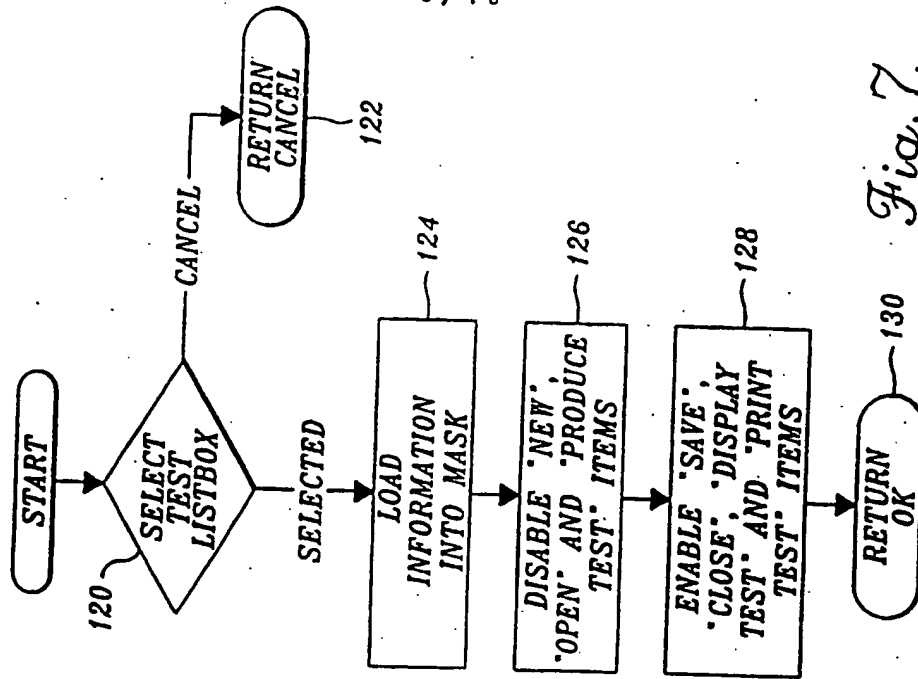 START
120
SELECT
TEST
LISTBOX
CANCEL
RETURN
CANCEL
122
SELECTED
LOAD
INFORMATION
INTO MASK
124
DISABLE "NEW",
"OPEN" AND "PRODUCE
TEST" ITEMS
126
ENABLE "SAVE",
"CLOSE", "DISPLAY
TEST" AND "PRINT
TEST" ITEMS
128
RETURN
OK
130
Fig. 7.